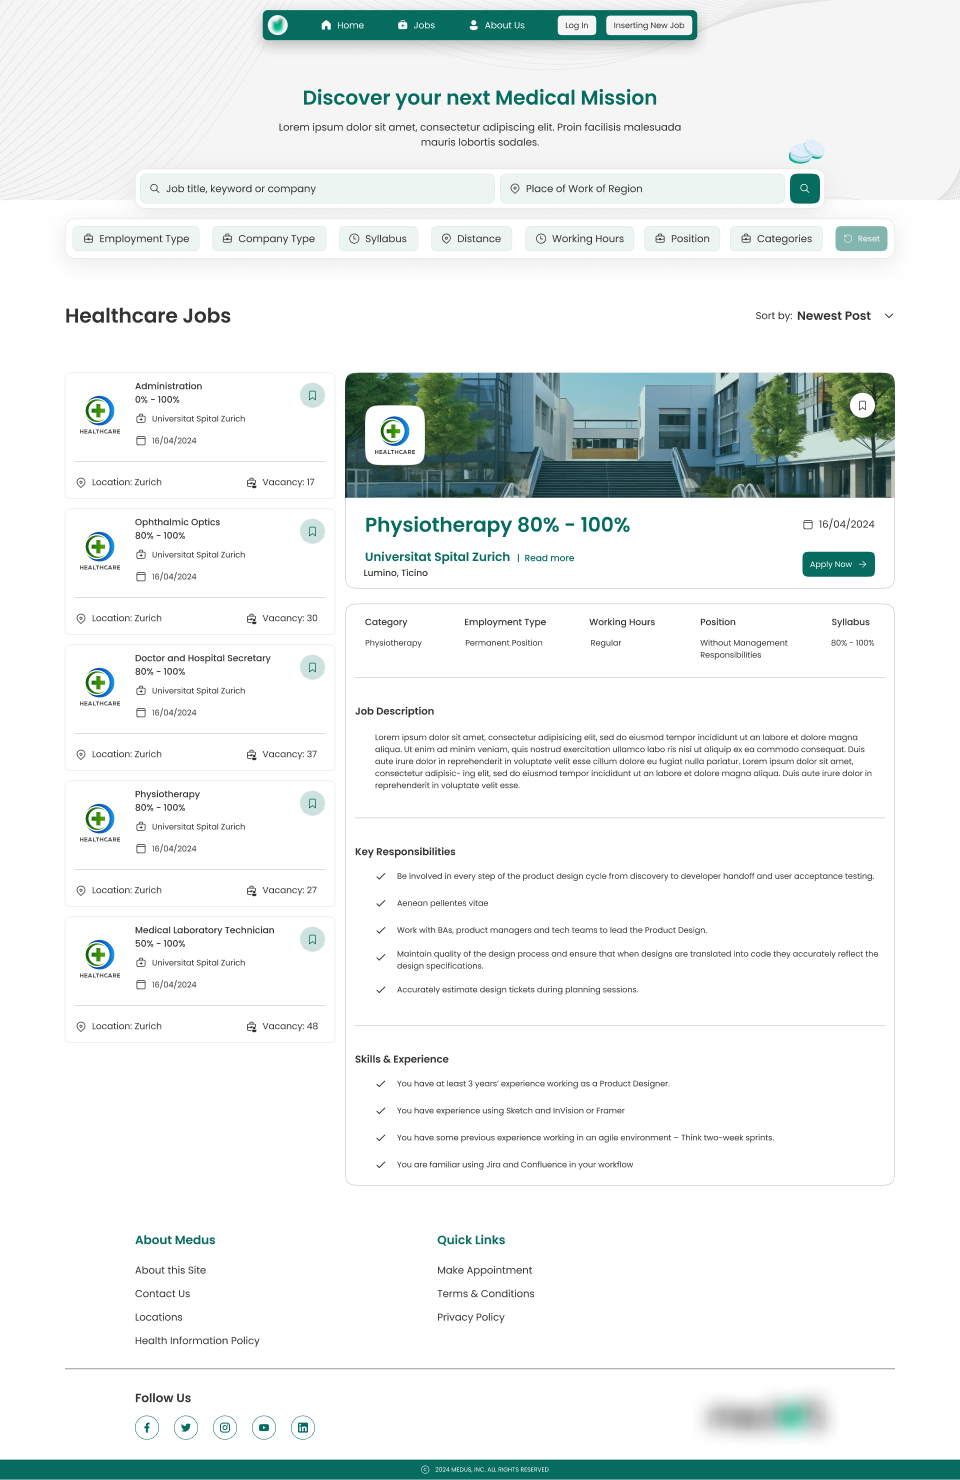 Home
Jobs
About Us
Log In
Inserting New Job
Discover your next Medical Mission
Lorem ipsum dolor sit amet, consectetur adipiscing elit. Proin facilisis malesuada
mauris lobortis sodales.
Job title, keyword or company
Place of Work of Region
Employment Type
Company Type
Syllabus
Distance
Working Hours
Position
Categories
Reset
Healthcare Jobs
Sort by: Newest Post
HEALTHCARE
Administration
0% - 100%
Universitat Spital Zurich
16/04/2024
Location: Zurich
Vacancy: 17
HEALTHCARE
Ophthalmic Optics
80% - 100%
Universitat Spital Zurich
16/04/2024
Location: Zurich
Vacancy: 30
HEALTHCARE
Doctor and Hospital Secretary
80% - 100%
Universitat Spital Zurich
16/04/2024
Location: Zurich
Vacancy: 37
HEALTHCARE
Physiotherapy
80% - 100%
Universitat Spital Zurich
16/04/2024
Location: Zurich
Vacancy: 27
HEALTHCARE
Medical Laboratory Technician
50% - 100%
Universitat Spital Zurich
16/04/2024
Location: Zurich
Vacancy: 48
HEALTHCARE
Physiotherapy 80% - 100%
16/04/2024
Universitat Spital Zurich | Read more
Lumino, Ticino
Apply Now
Category
Employment Type
Working Hours
Position
Syllabus
Physiotherapy
Permanent Position
Regular
Without Management
Responsibilities
80% - 100%
Job Description
Lorem ipsum dolor sit amet, consectetur adipisicing elit, sed do eiusmod tempor incididunt ut an labore et dolore magna
aliqua. Ut enim ad minim veniam, quis nostrud exercitation ullamco labo ris nisi ut aliquip ex ea commodo consequat. Duis
aute irure dolor in reprehenderit in voluptate velit esse cillum dolore eu fugiat nulla pariatur. Lorem ipsum dolor sit amet,
consectetur adipisic- ing elit, sed do eiusmod tempor incididunt ut an labore et dolore magna aliqua. Duis aute irure dolor in
reprehenderit in voluptate velit esse.
Key Responsibilities
Be involved in every step of the product design cycle from discovery to developer handoff and user acceptance testing.
Aenean pellentes vitae
Work with BAs, product managers and tech teams to lead the Product Design.
Maintain quality of the design process and ensure that when designs are translated into code they accurately reflect the
design specifications.
Accurately estimate design tickets during planning sessions.
Skills & Experience
You have at least 3 years' experience working as a Product Designer.
You have experience using Sketch and InVision or Framer
You have some previous experience working in an agile environment – Think two-week sprints.
You are familiar using Jira and Confluence in your workflow
About Medus
About this Site
Contact Us
Locations
Health Information Policy
Quick Links
Make Appointment
Terms & Conditions
Privacy Policy
Follow Us
2024 MEDUS, INC. ALL RIGHTS RESERVED